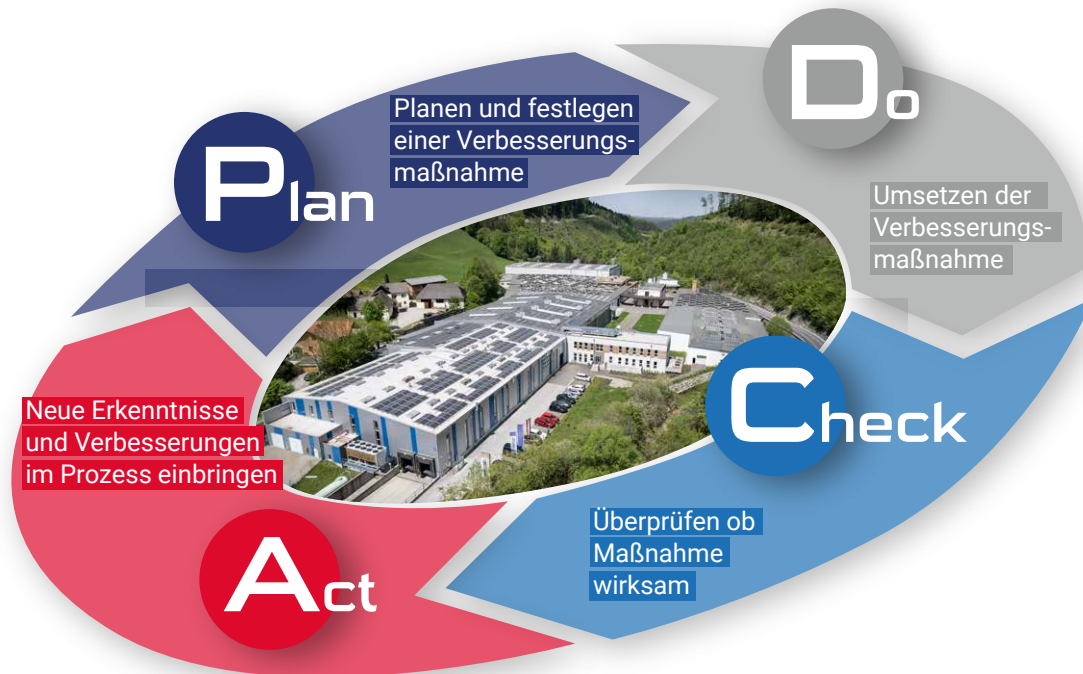 Plan
Planen und festlegen
einer Verbesserungs-
maßnahme
Do
Umsetzen der
Verbesserungs-
maßnahme
Check
Überprüfen ob
Maßnahme
wirksam
Act
Neue Erkenntnisse
und Verbesserungen
im Prozess einbringen